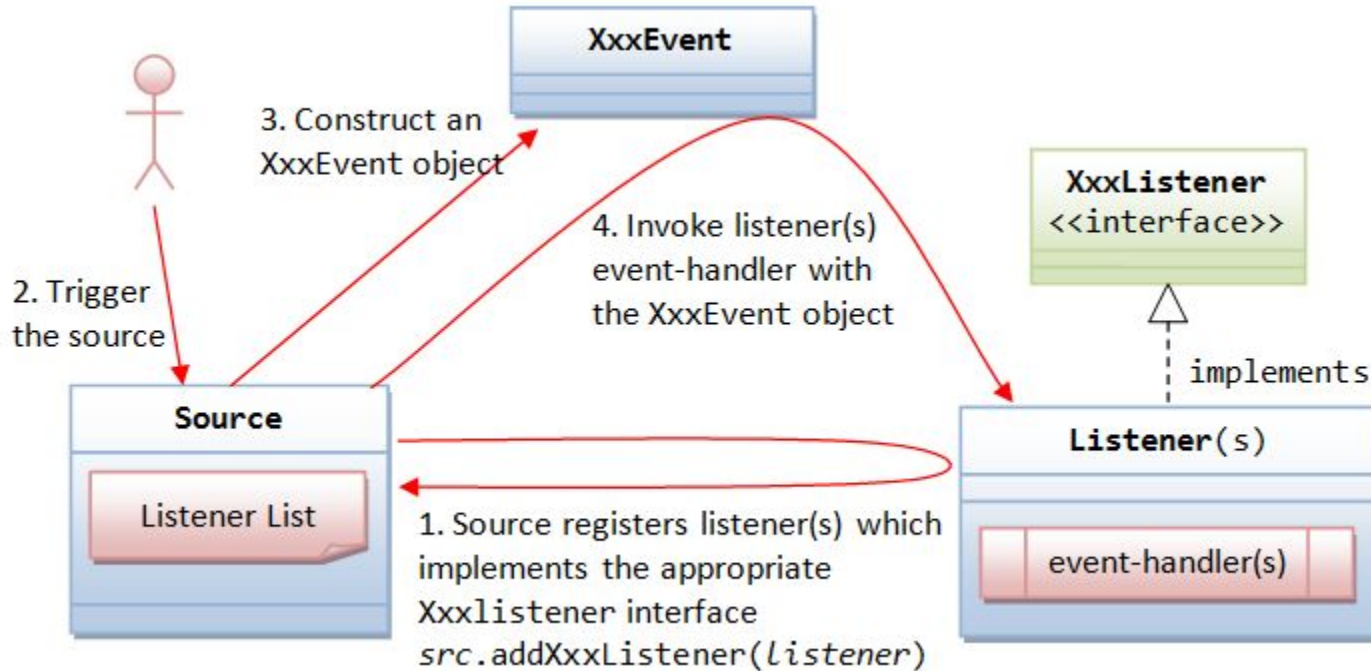 XxxEvent
3. Construct an
XxxEvent object
XxxListener
<<interface>>
4. Invoke listener(s)
event-handler with
the XxxEvent object
2. Trigger
the source
implements
Source
Listener(s)
Listener List
event-handler(s)
1. Source registers listener(s) which
implements the appropriate
Xxxlistener interface
src.addXxxListener(listener)